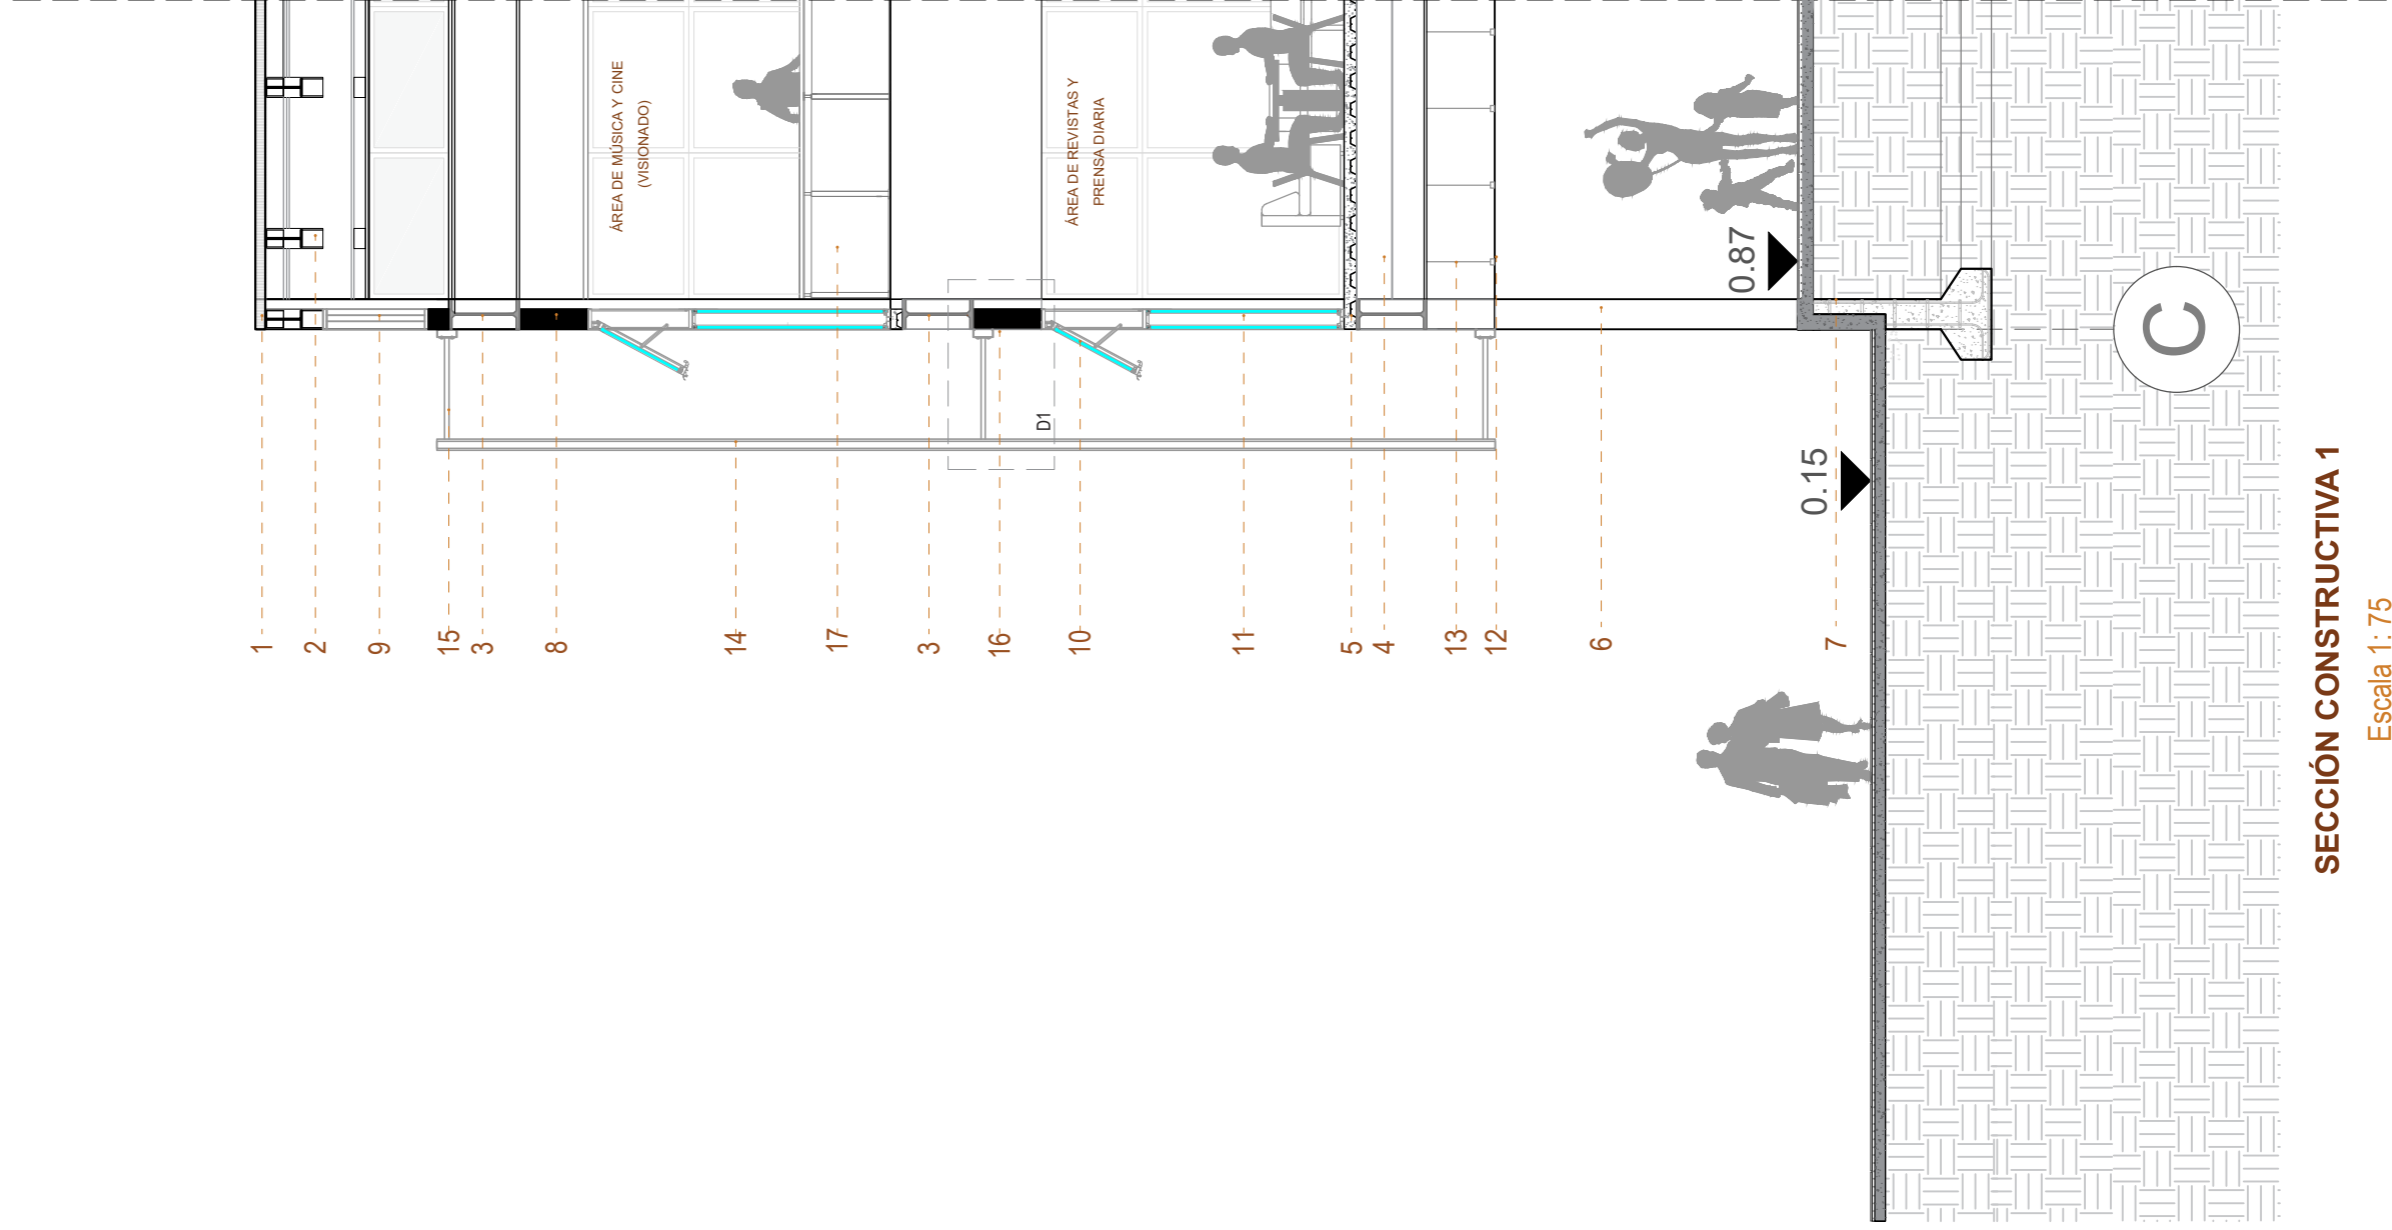 1
2
9
15
3
8
14
17
3
16
10
11
5
4
13
12
6
7
ÁREA DE MÚSICA Y CINE
(VISIONADO)
ÁREA DE REVISTAS Y
PRENSA DIARIA
D1
0.87
0.15
C
SECCIÓN CONSTRUCTIVA 1
Escala 1: 75